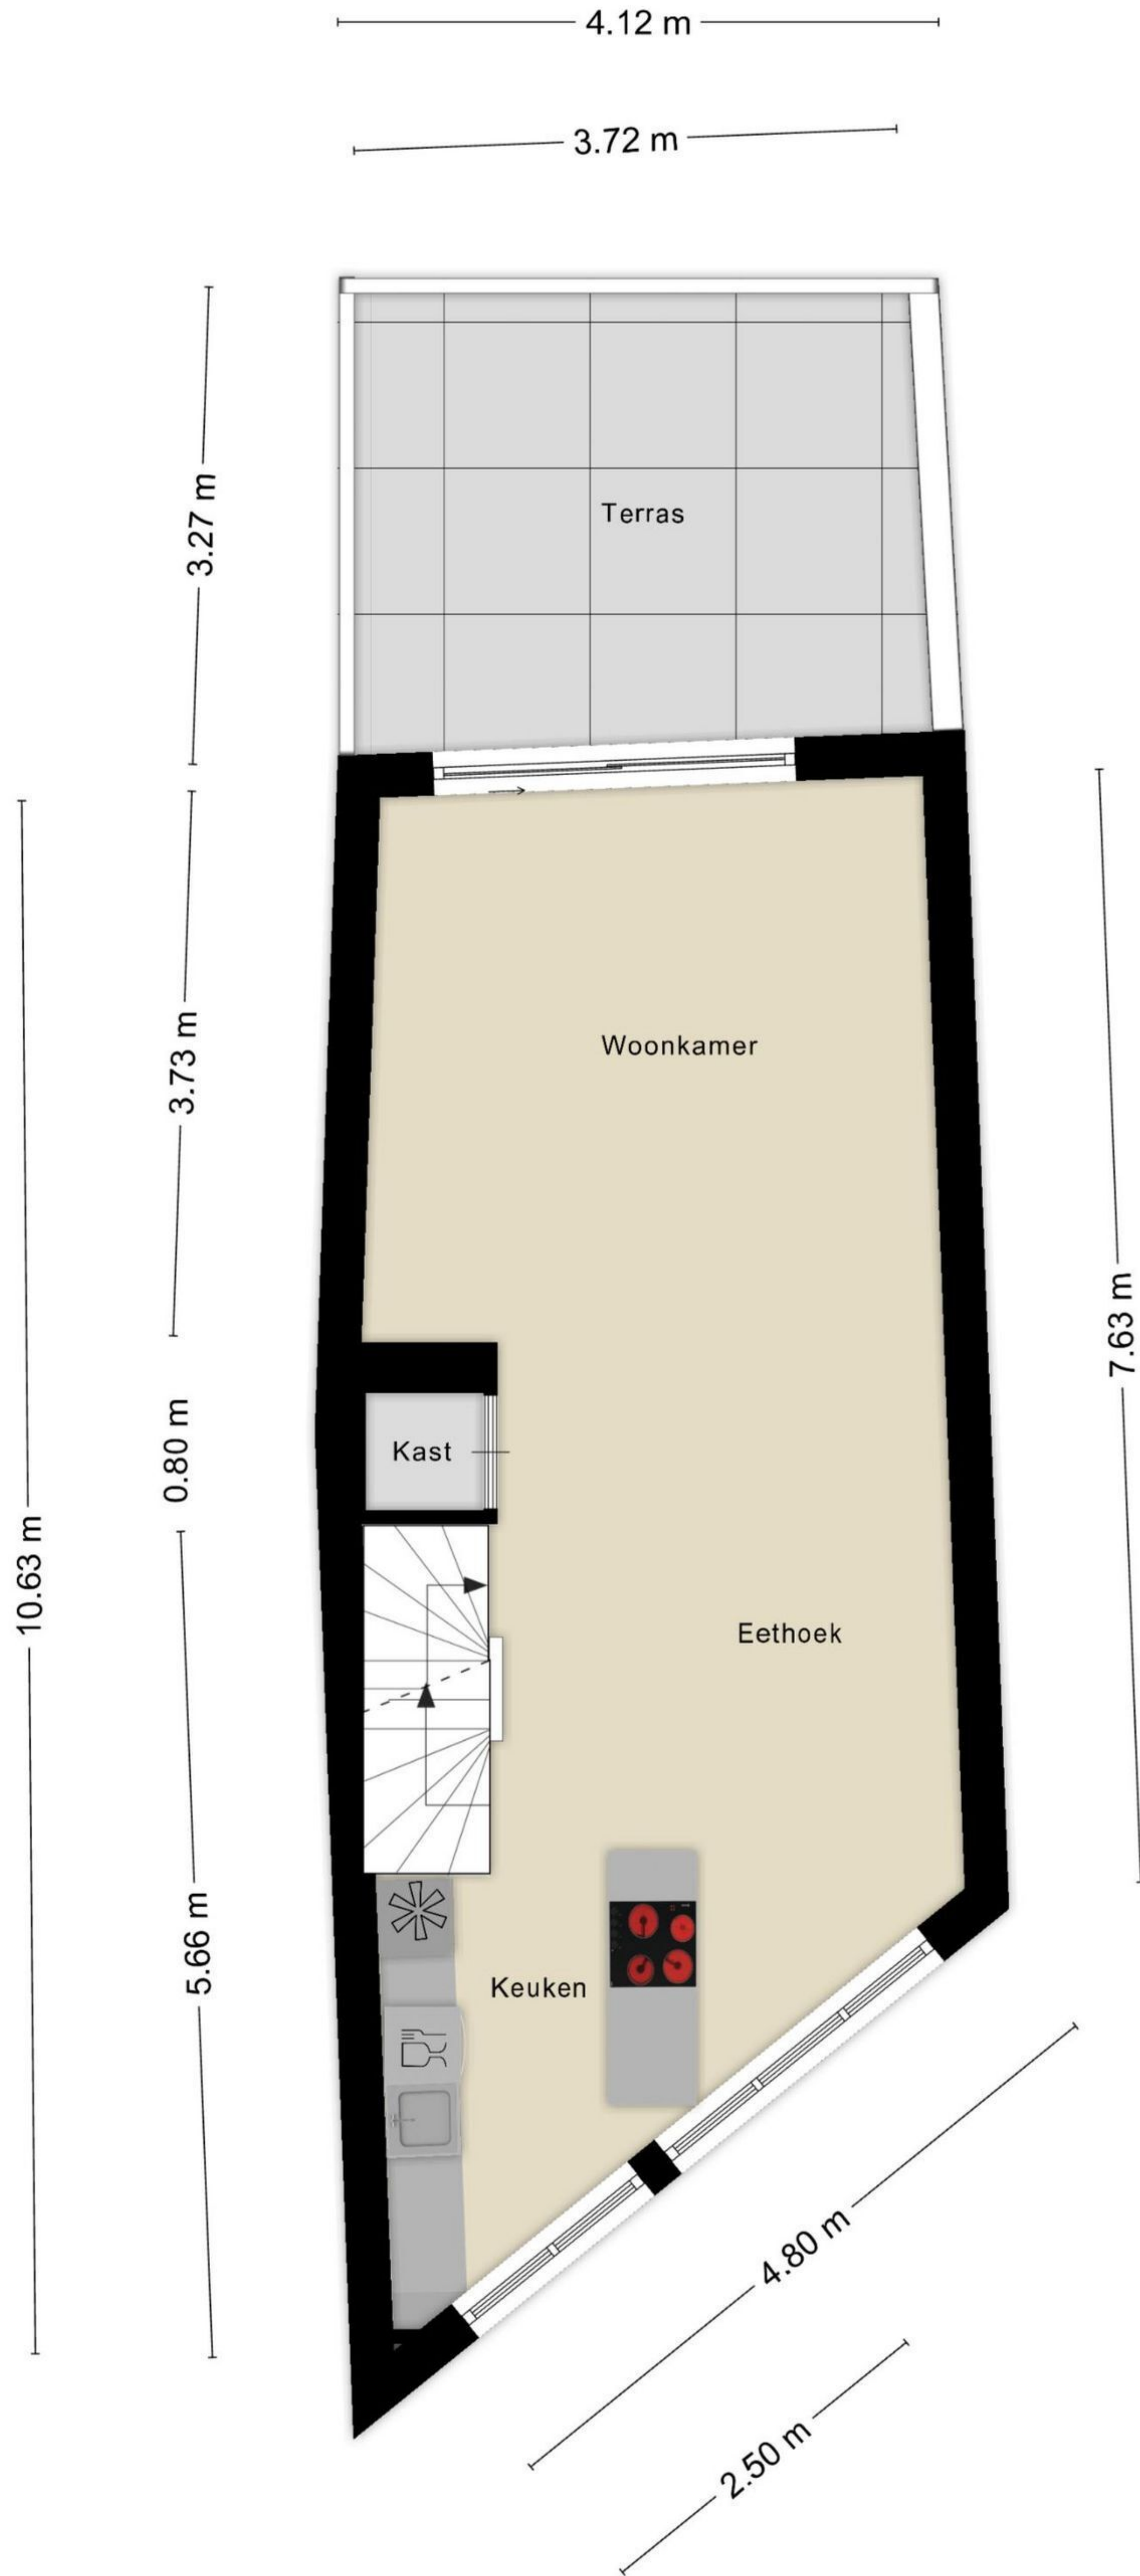 4.12 m
3.72 m
3.27 m
Terras
3.73 m
Woonkamer
7.63 m
0.80 m
Kast
10.63 m
Eethoek
5.66 m
Keuken
4.80 m
2.50 m